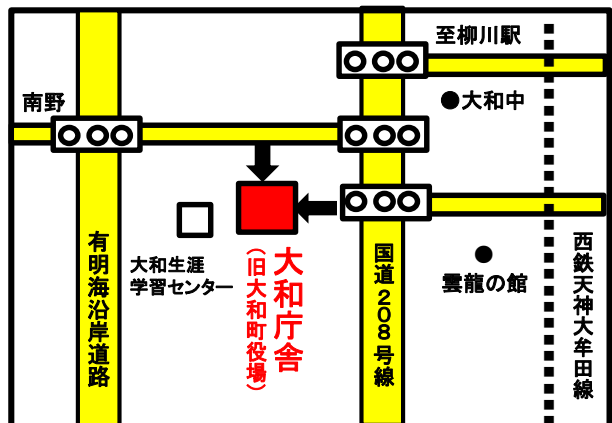 至柳川駅
南野
●大和中
大和生涯
学習センター
雲龍の館
有明海沿岸道路
大和庁舎
(旧大和町役場)
国道208号線
西鉄天神大牟田線